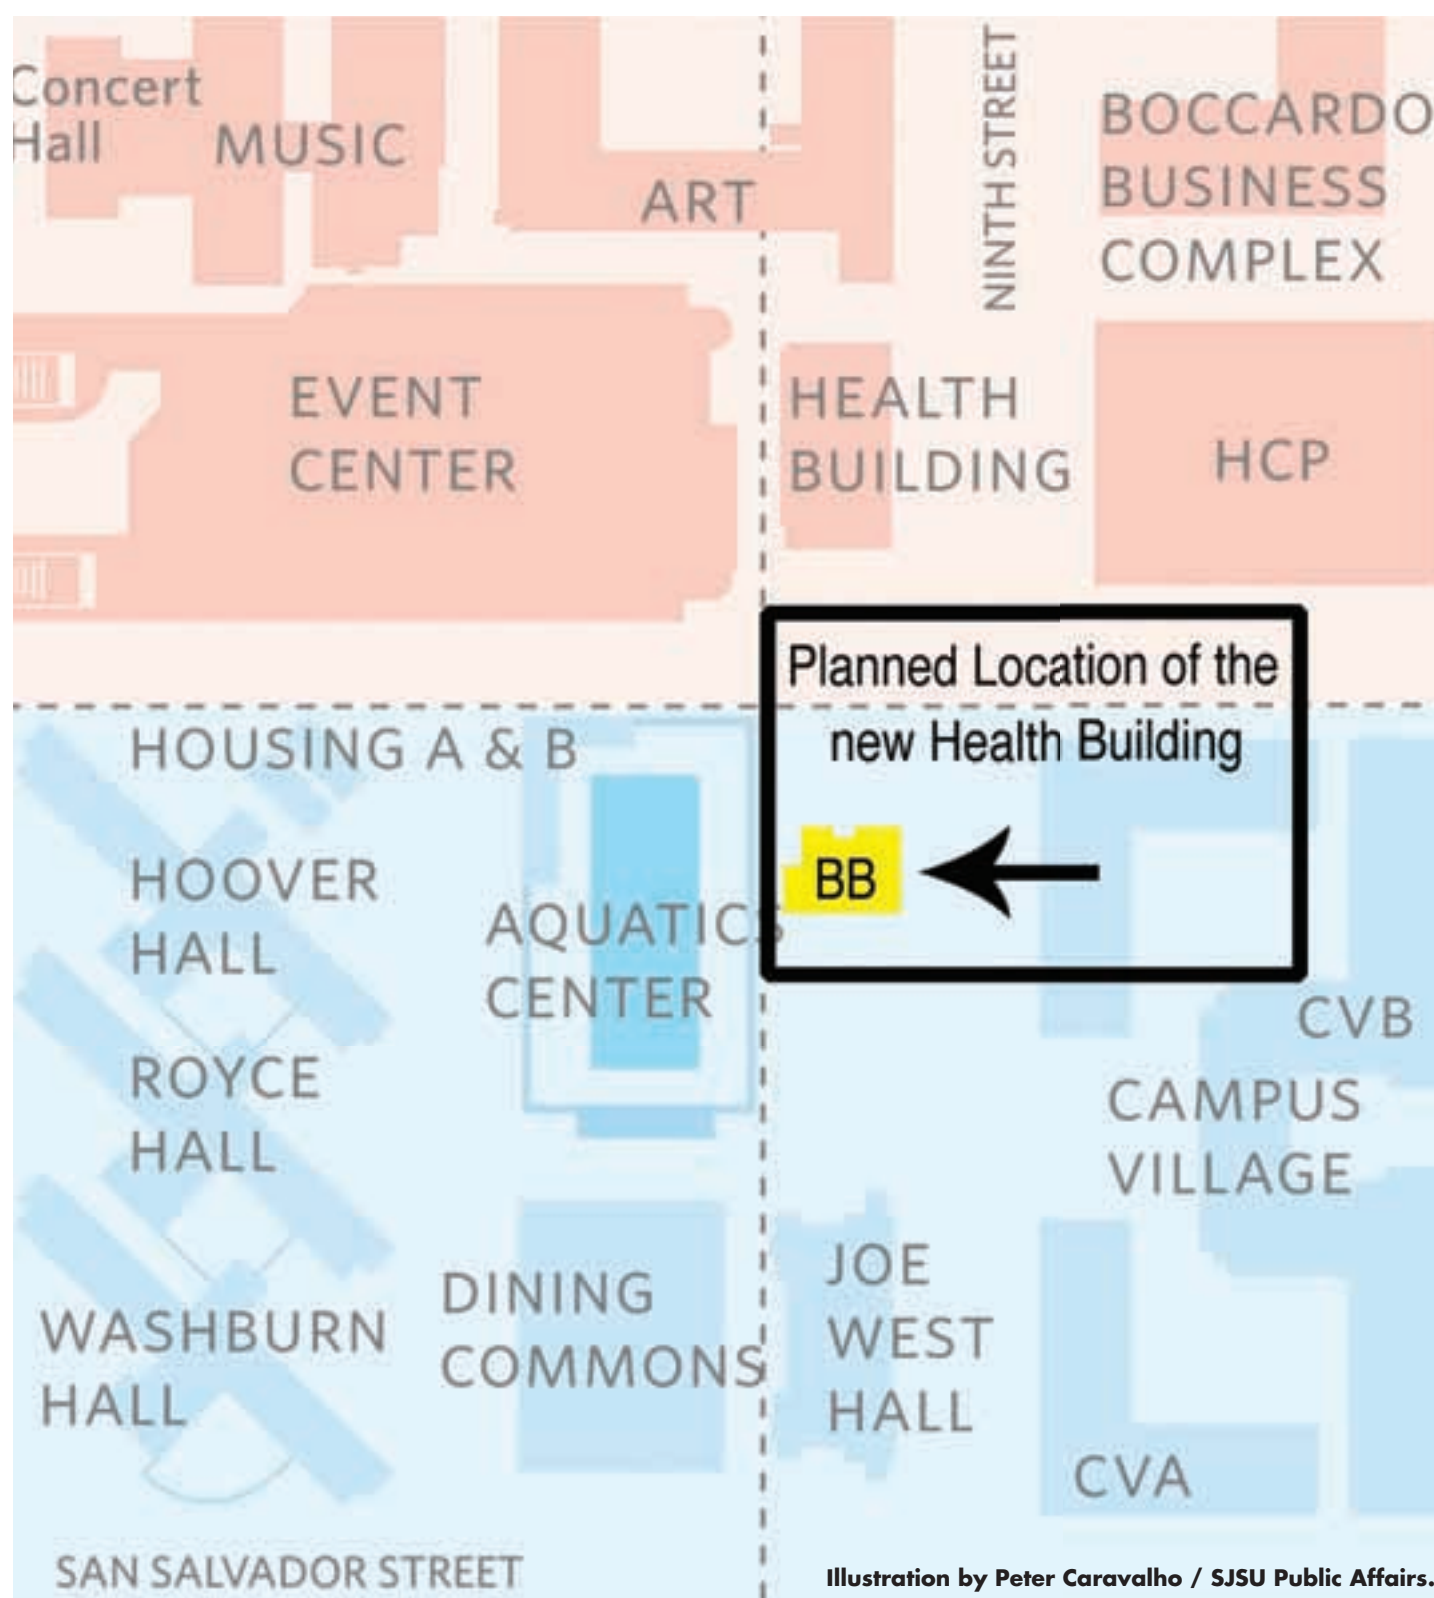 Concert
Hall
MUSIC
ART
NINTH STREET
BOCCARDO
BUSINESS
COMPLEX
EVENT
CENTER
HEALTH
BUILDING
HCP
Planned Location of the
new Health Building
HOUSING A & B
BB
HOOVER
HALL
AQUATICS
CENTER
CVB
ROYCE
HALL
CAMPUS
VILLAGE
JOE
WEST
HALL
DINING
COMMONS
WASHBURN
HALL
CVA
SAN SALVADOR STREET
Illustration by Peter Caravalho / SJSU Public Affairs.